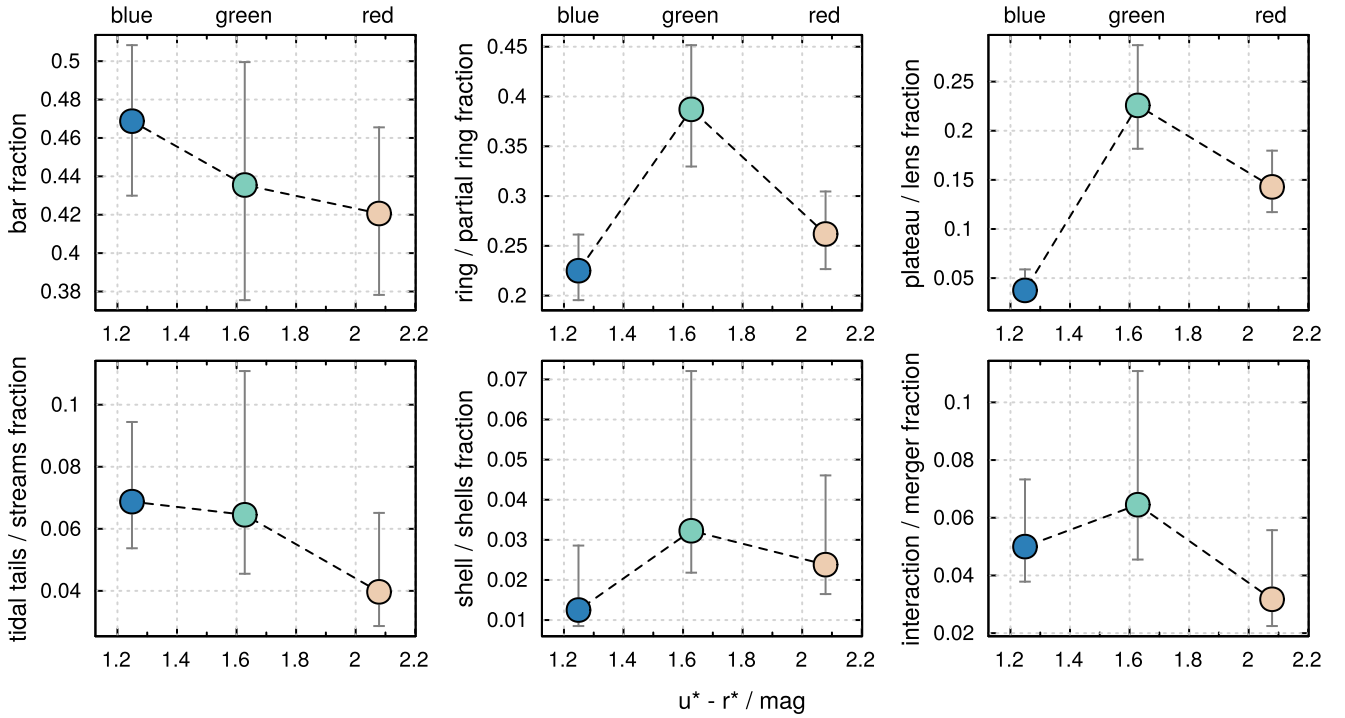 blue green red
blue green red
blue green red
bar fraction
0.5
0.48
0.46
0.44
0.42
0.4
0.38
1.2 1.4 1.6 1.8 2 2.2
ring / partial ring fraction
0.45
0.4
0.35
0.3
0.25
0.2
1.2 1.4 1.6 1.8 2 2.2
plateau / lens fraction
0.25
0.2
0.15
0.1
0.05
1.2 1.4 1.6 1.8 2 2.2
tidal tails / streams fraction
0.1
0.08
0.06
0.04
1.2 1.4 1.6 1.8 2 2.2
shell / shells fraction
0.07
0.06
0.05
0.04
0.03
0.02
0.01
1.2 1.4 1.6 1.8 2 2.2
interaction / merger fraction
0.1
0.08
0.06
0.04
0.02
1.2 1.4 1.6 1.8 2 2.2
u* - r* / mag